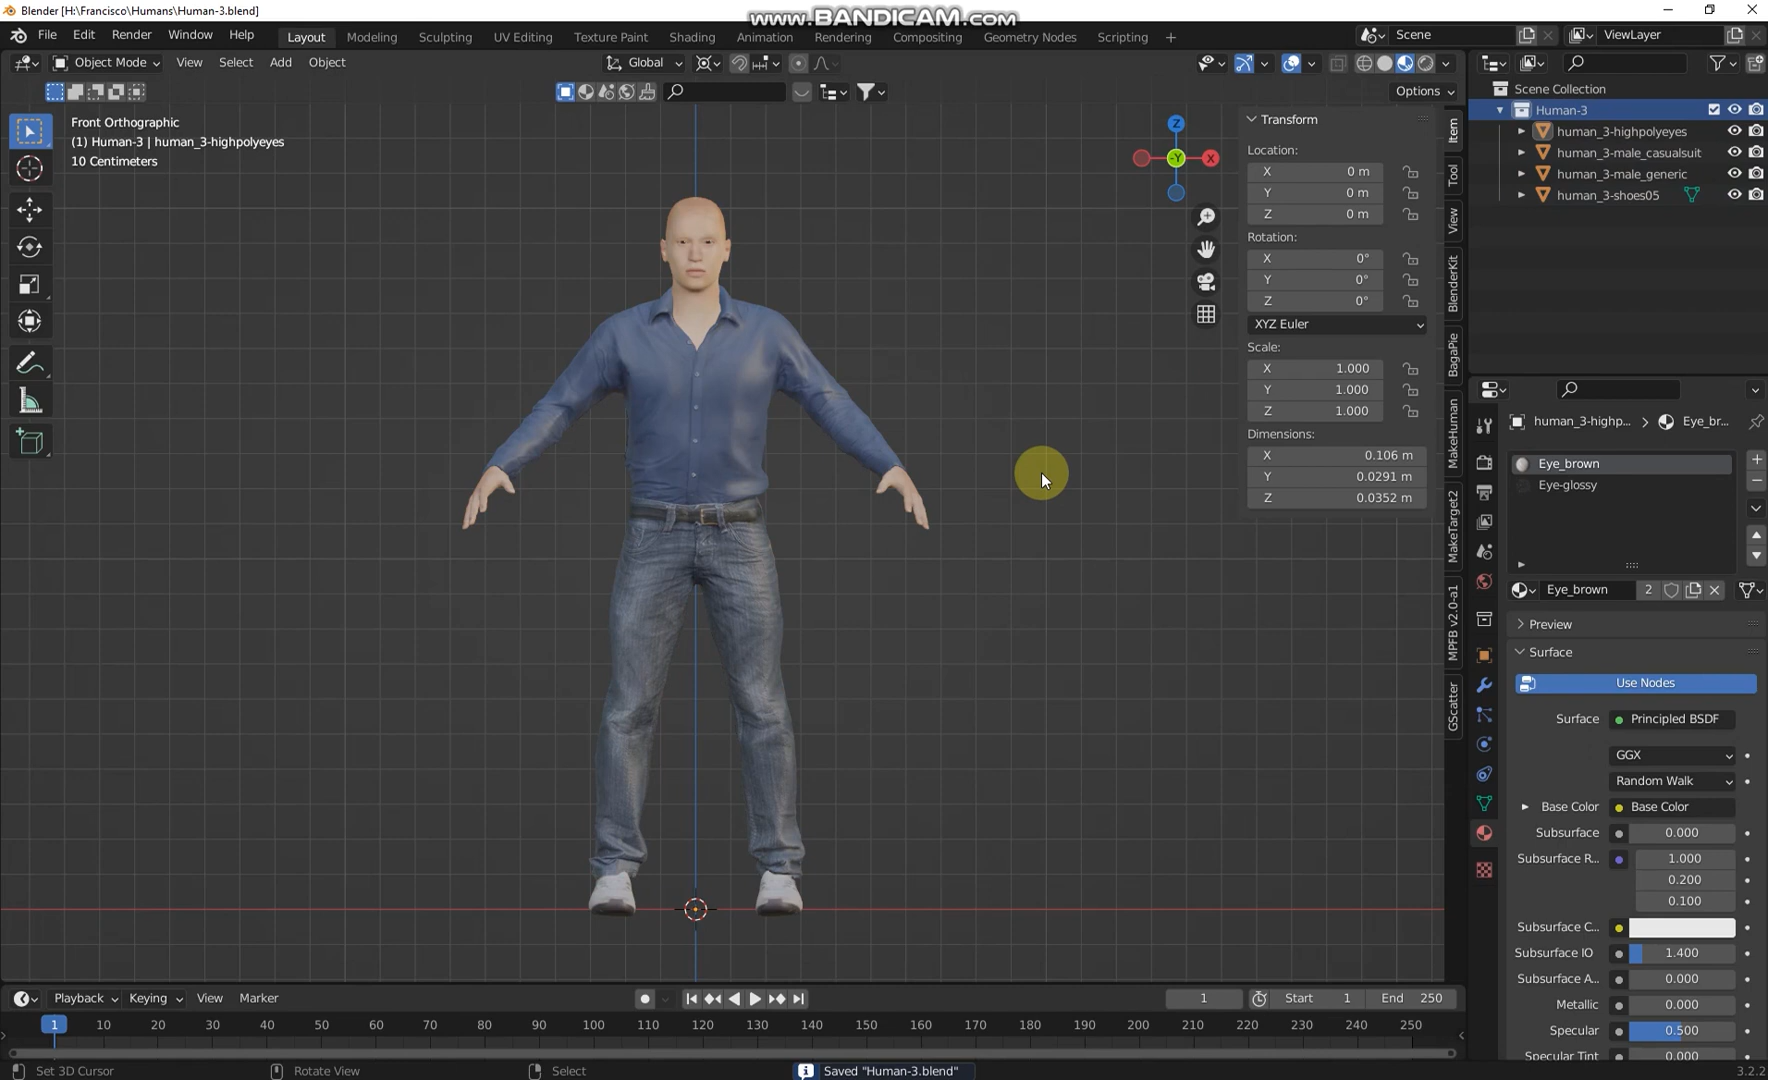 Blender [H:\Francisco\Humans\Human-3.blend]
www.BANDICAM.com
File Edit Render Window Help
Layout Modeling Sculpting UV Editing Texture Paint Shading Animation Rendering Compositing Geometry Nodes Scripting +
Scene
ViewLayer
Object Mode View Select Add Object
Global
Options
Front Orthographic
(1) Human-3 | human_3-highpolyeyes
10 Centimeters
Z
-Y
X
Transform
Location:
X 0 m
Y 0 m
Z 0 m
Rotation:
X 0°
Y 0°
Z 0°
XYZ Euler
Scale:
X 1.000
Y 1.000
Z 1.000
Dimensions:
X 0.106 m
Y 0.0291 m
Z 0.0352 m
Item
Tool
View
BlenderKit
BagaPie
MakeHuman
MakeTarget2
MPFB v2.0-a1
GScatter
Scene Collection
Human-3
human_3-highpolyeyes
human_3-male_casualsuit
human_3-male_generic
human_3-shoes05
human_3-highp... Eye_br...
Eye_brown
Eye-glossy
Eye_brown 2
Preview
Surface
Use Nodes
Surface Principled BSDF
GGX
Random Walk
Base Color Base Color
Subsurface 0.000
Subsurface R... 1.000
0.200
0.100
Subsurface C...
Subsurface IO 1.400
Subsurface A... 0.000
Metallic 0.000
Specular 0.500
Specular Tint 0.000
Playback Keying View Marker
1 Start 1 End 250
1 10 20 30 40 50 60 70 80 90 100 110 120 130 140 150 160 170 180 190 200 210 220 230 240 250
Set 3D Cursor Rotate View Select Saved "Human-3.blend" 3.2.2